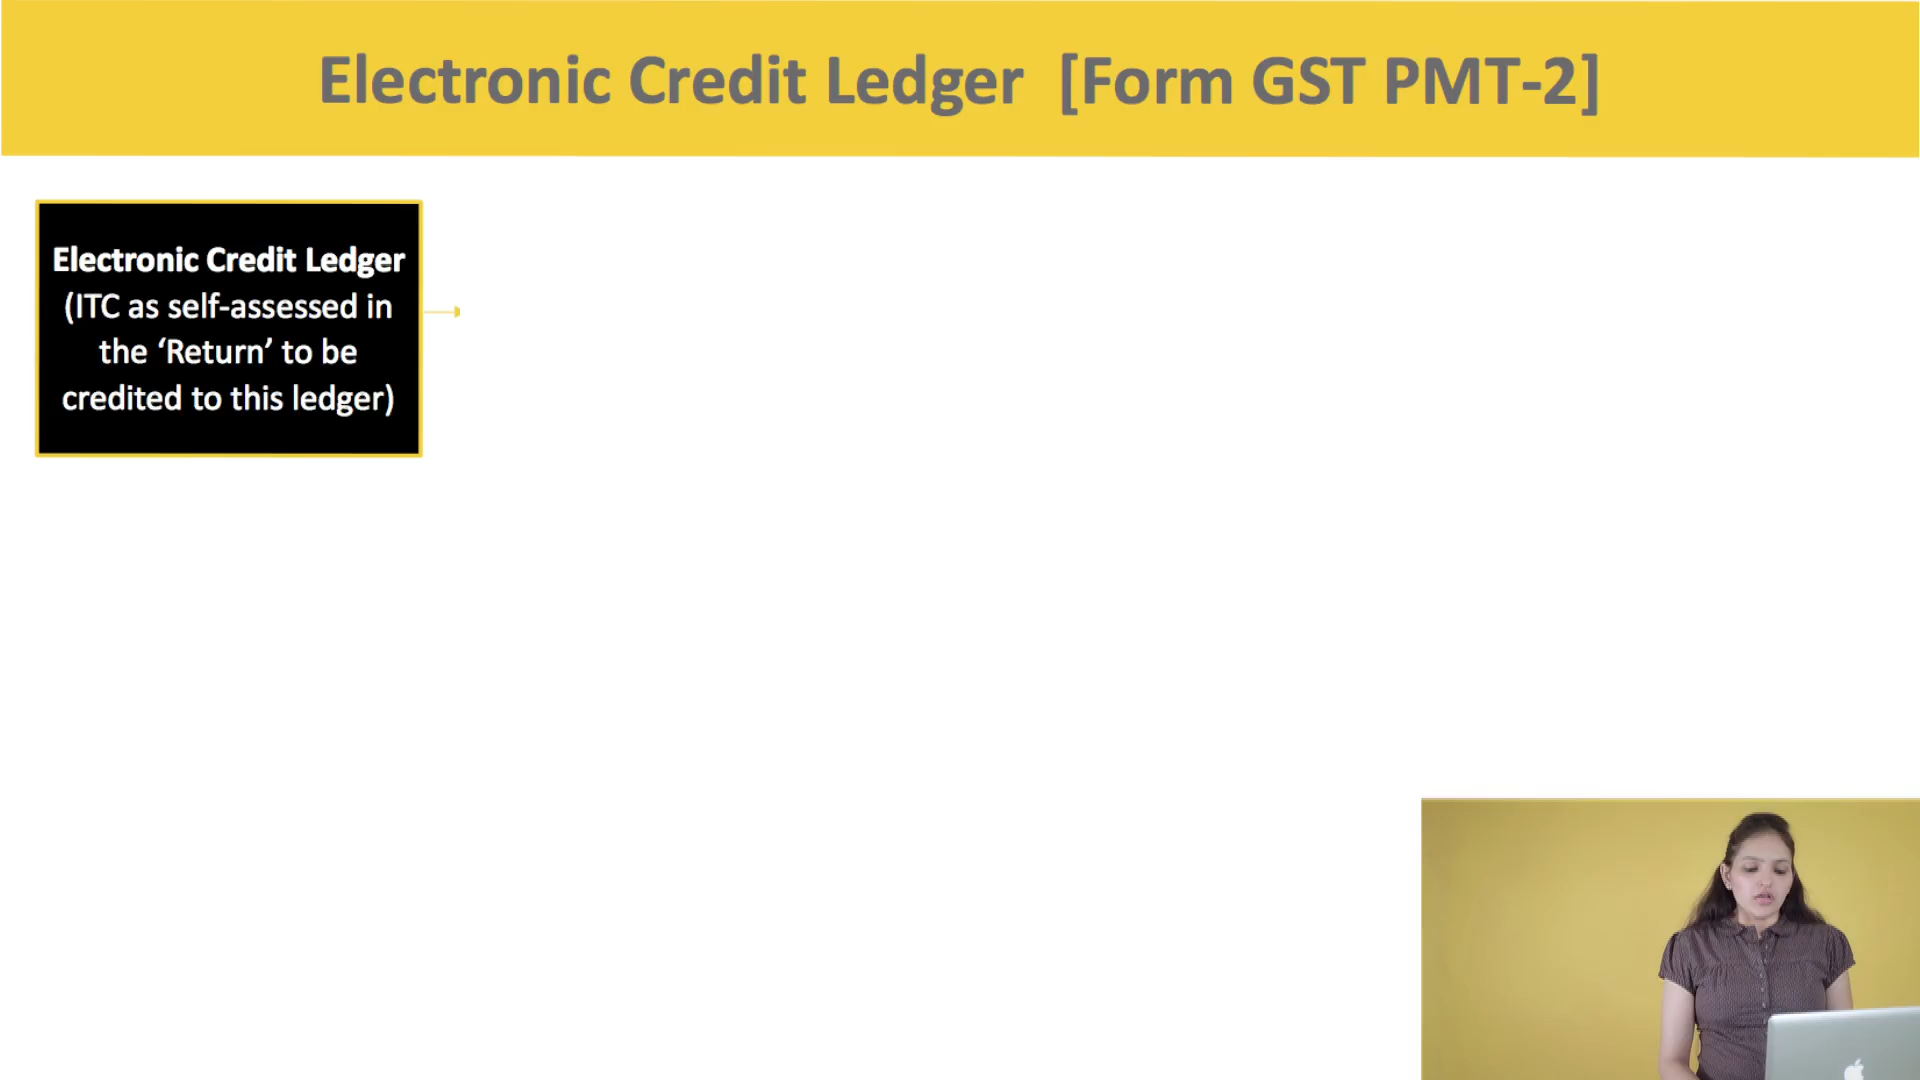 Electronic Credit Ledger [Form GST PMT-2]
Electronic Credit Ledger
(ITC as self-assessed in
the ‘Return’ to be
credited to this ledger)